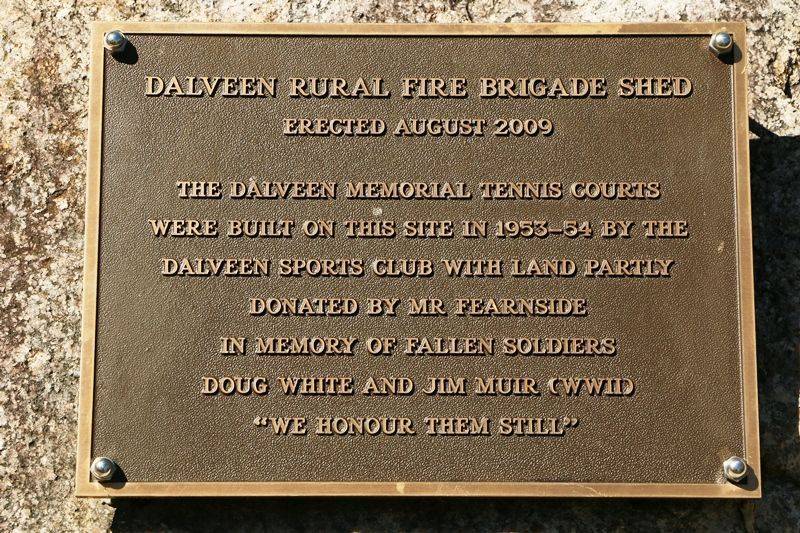 DALVEEN RURAL FIRE BRIGADE SHED
ERECTED AUGUST 2009
THE DALVEEN MEMORIAL TENNIS COURTS
WERE BUILT ON THIS SITE IN 1953–54 BY THE
DALVEEN SPORTS CLUB WITH LAND PARTLY
DONATED BY MR FEARNSIDE
IN MEMORY OF FALLEN SOLDIERS
DOUG WHITE AND JIM MUIR (WWII)
“WE HONOUR THEM STILL”